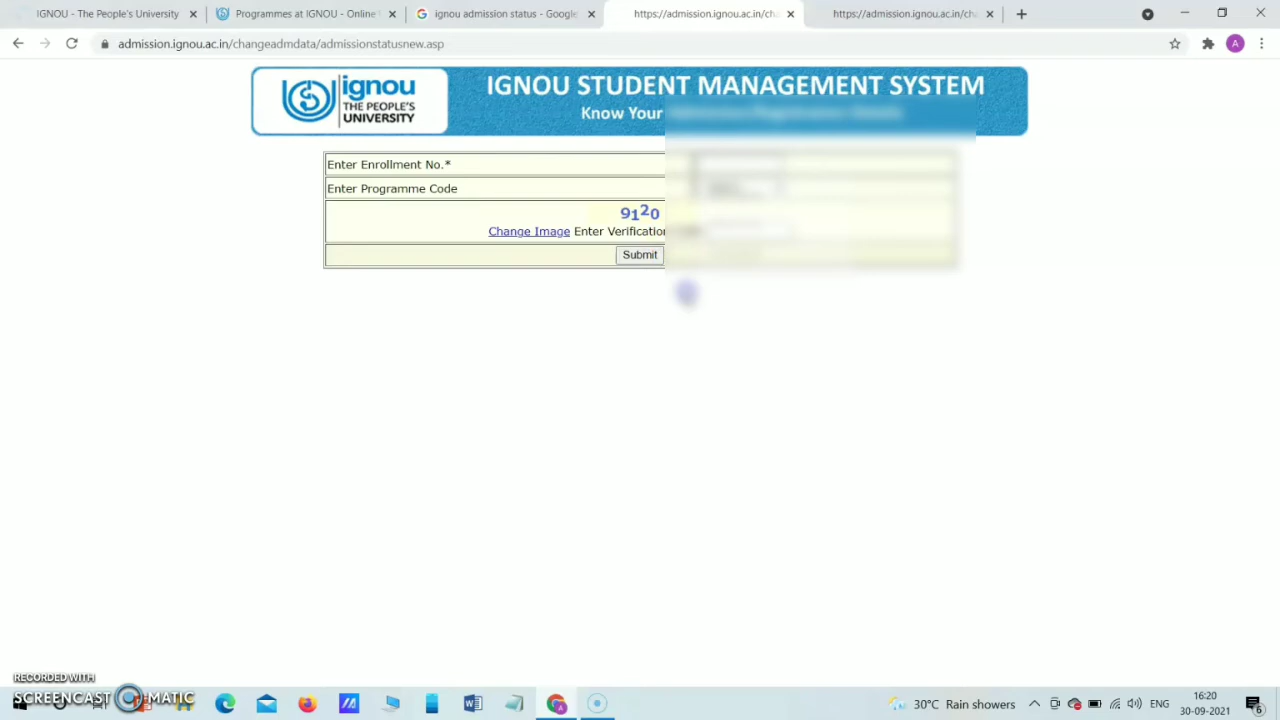 IGNOU - The People's University
Programmes at IGNOU - Online
ignou admission status - Google
https://admission.ignou.ac.in/cha
https://admission.ignou.ac.in/cha
admission.ignou.ac.in/changeadmdata/admissionstatusnew.asp
A
ignou
THE PEOPLE'S
UNIVERSITY
IGNOU STUDENT MANAGEMENT SYSTEM
Know Your
Enter Enrollment No.*
Enter Programme Code
9120
Change Image Enter Verification
Submit
RECORDED WITH
SCREENCAST MATIC
30°C Rain showers
ENG
16:20
30-09-2021
6